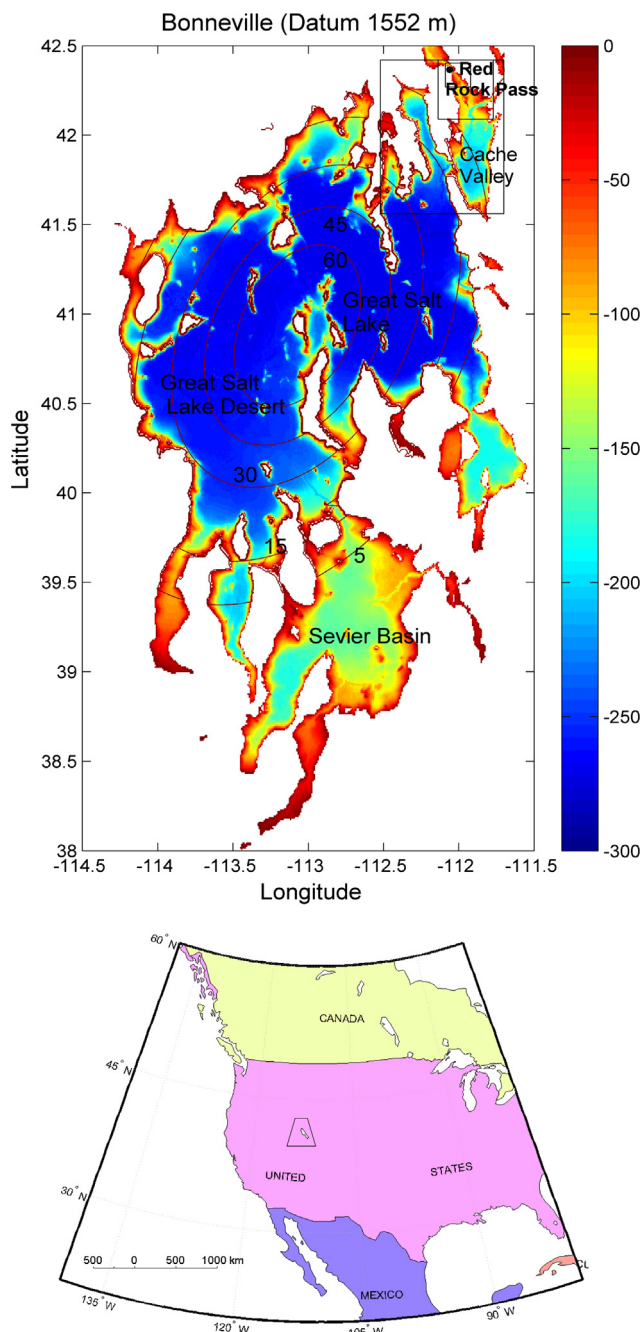 Bonneville (Datum 1552 m)
42.5
42
41.5
41
40.5
40
39.5
39
38.5
38
Latitude
-114.5
-114
-113.5
-113
-112.5
-112
-111.5
Longitude
0
-50
-100
-150
-200
-250
-300
Red
Rock Pass
Cache
Valley
45
60
Great Salt
Lake
Great Salt
Lake Desert
30
15
5
Sevier Basin
60° N
45° N
30° N
CANADA
UNITED
STATES
MEXICO
CU
500 0 500 1000 km
135° W
120° W
105° W
90° W